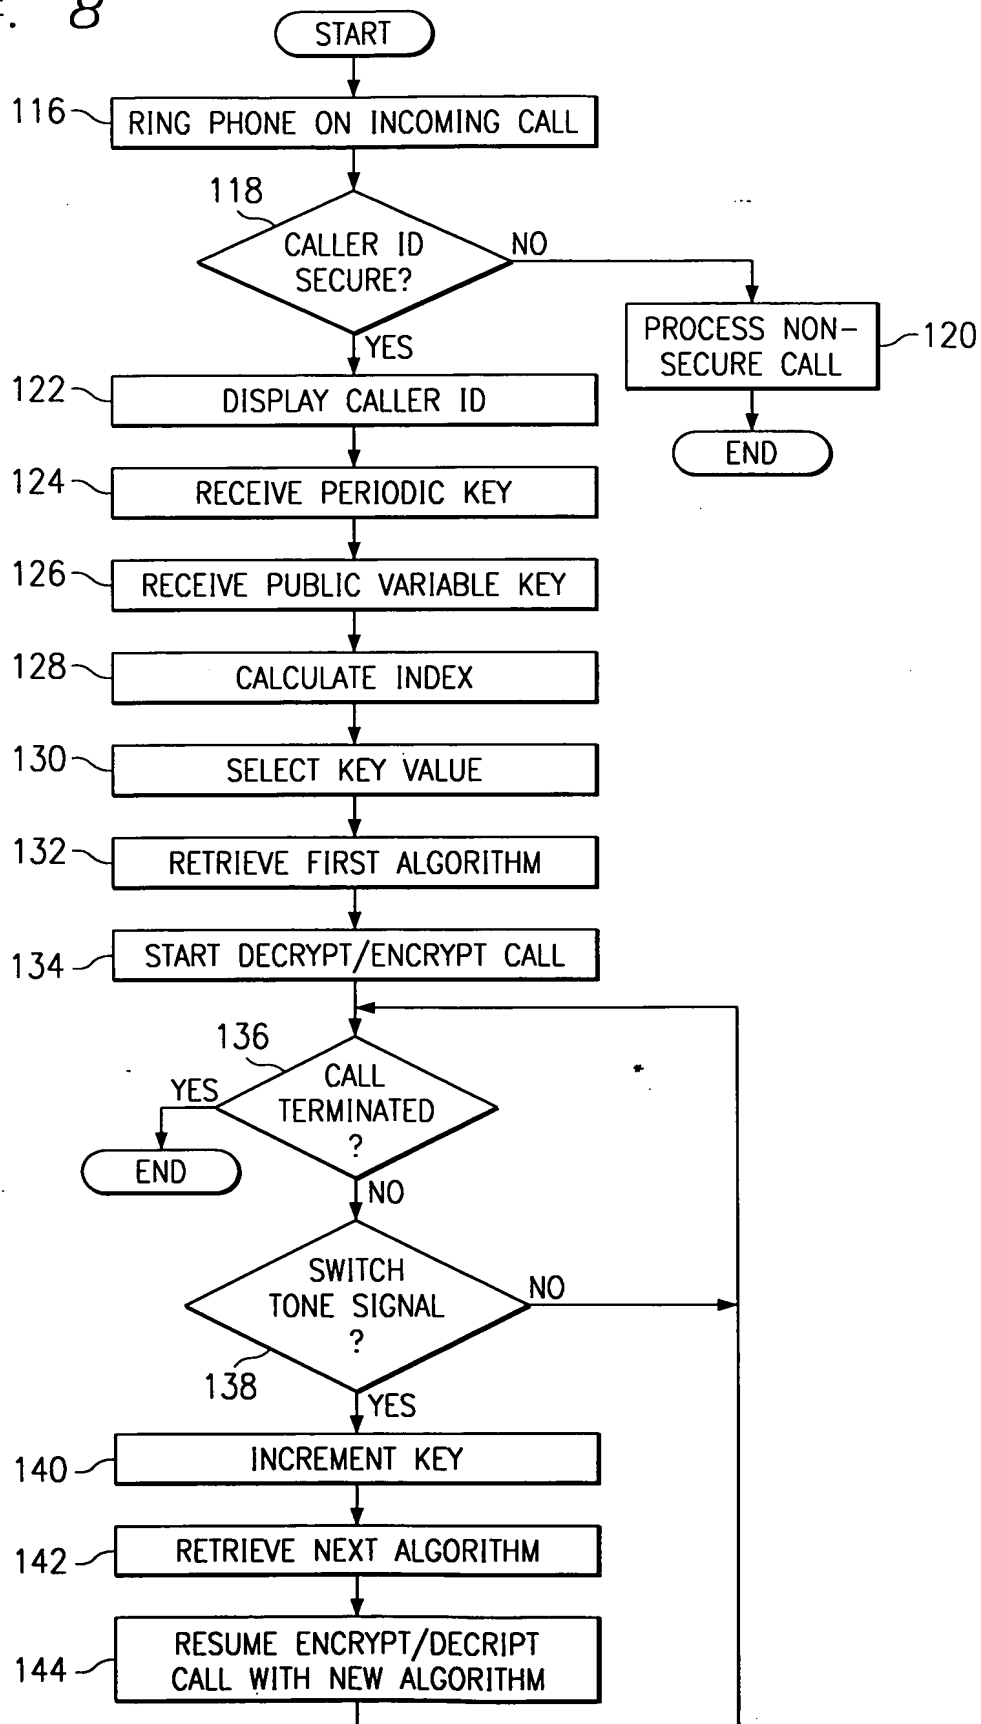 8
START
116
RING PHONE ON INCOMING CALL
118
CALLER ID
SECURE?
NO
PROCESS NON-
SECURE CALL
120
END
YES
122
DISPLAY CALLER ID
124
RECEIVE PERIODIC KEY
126
RECEIVE PUBLIC VARIABLE KEY
128
CALCULATE INDEX
130
SELECT KEY VALUE
132
RETRIEVE FIRST ALGORITHM
134
START DECRYPT/ENCRYPT CALL
136
CALL
TERMINATED
?
YES
END
NO
SWITCH
TONE SIGNAL
?
NO
138
YES
140
INCREMENT KEY
142
RETRIEVE NEXT ALGORITHM
144
RESUME ENCRYPT/DECRIPT
CALL WITH NEW ALGORITHM